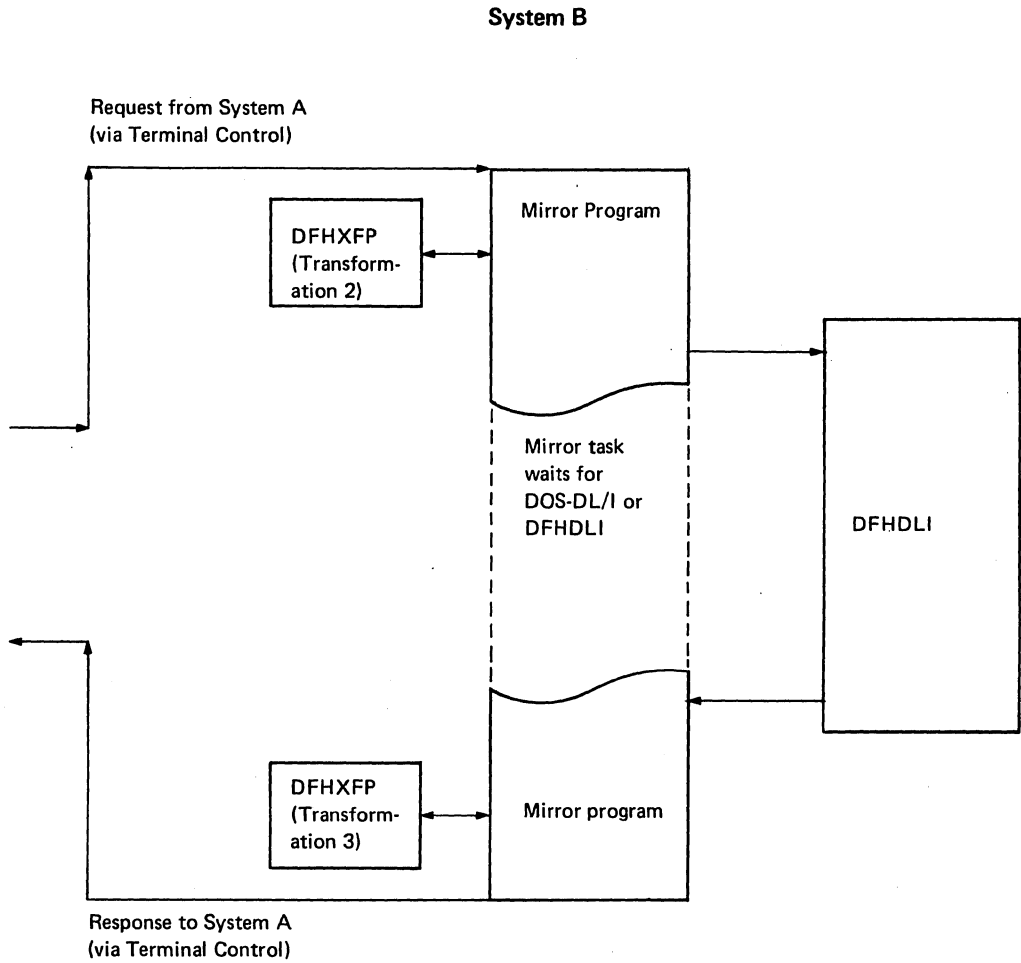 System B
Request from System A
(via Terminal Control)
Mirror Program
DFHXFP
(Transform-
ation 2)
Mirror task
waits for
DOS-DL/I or
DFHDLI
DFHDLI
DFHXFP
(Transform-
ation 3)
Mirror program
Response to System A
(via Terminal Control)